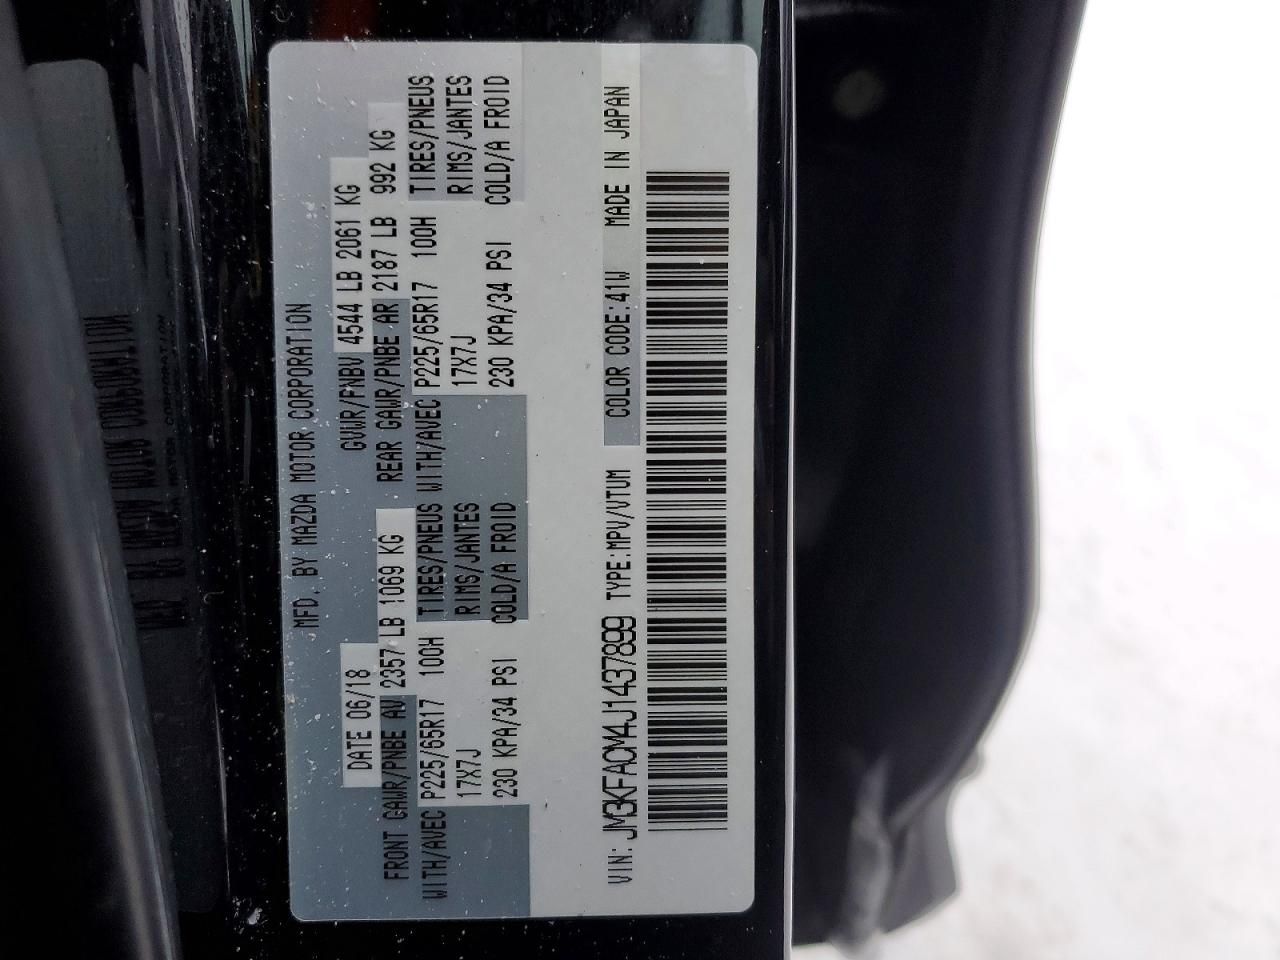 MFD. BY MAZDA MOTOR CORPORATION
DATE 06/18 GVWR/PNBV 4544 LB 2061 KG
FRONT GAWR/PNBE AV 2357 LB 1069 KG REAR GAWR/PNBE AR 2187 LB 992 KG
WITH/AVEC P225/65R17 100H TIRES/PNEUS WITH/AVEC P225/65R17 100H TIRES/PNEUS
17X7J RIMS/JANTES 17X7J RIMS/JANTES
230 KPA/34 PSI COLD/A FROID 230 KPA/34 PSI COLD/A FROID
VIN: JM3KFACM4J1437899 TYPE:MPV/VTUM COLOR CODE:41W MADE IN JAPAN